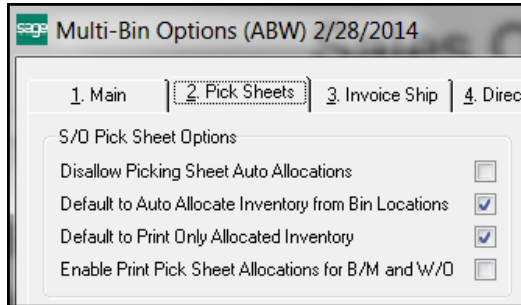 sage Multi-Bin Options (ABW) 2/28/2014
1. Main 2. Pick Sheets 3. Invoice Ship 4. Direc
S/O Pick Sheet Options
Disallow Picking Sheet Auto Allocations
Default to Auto Allocate Inventory from Bin Locations
Default to Print Only Allocated Inventory
Enable Print Pick Sheet Allocations for B/M and W/O